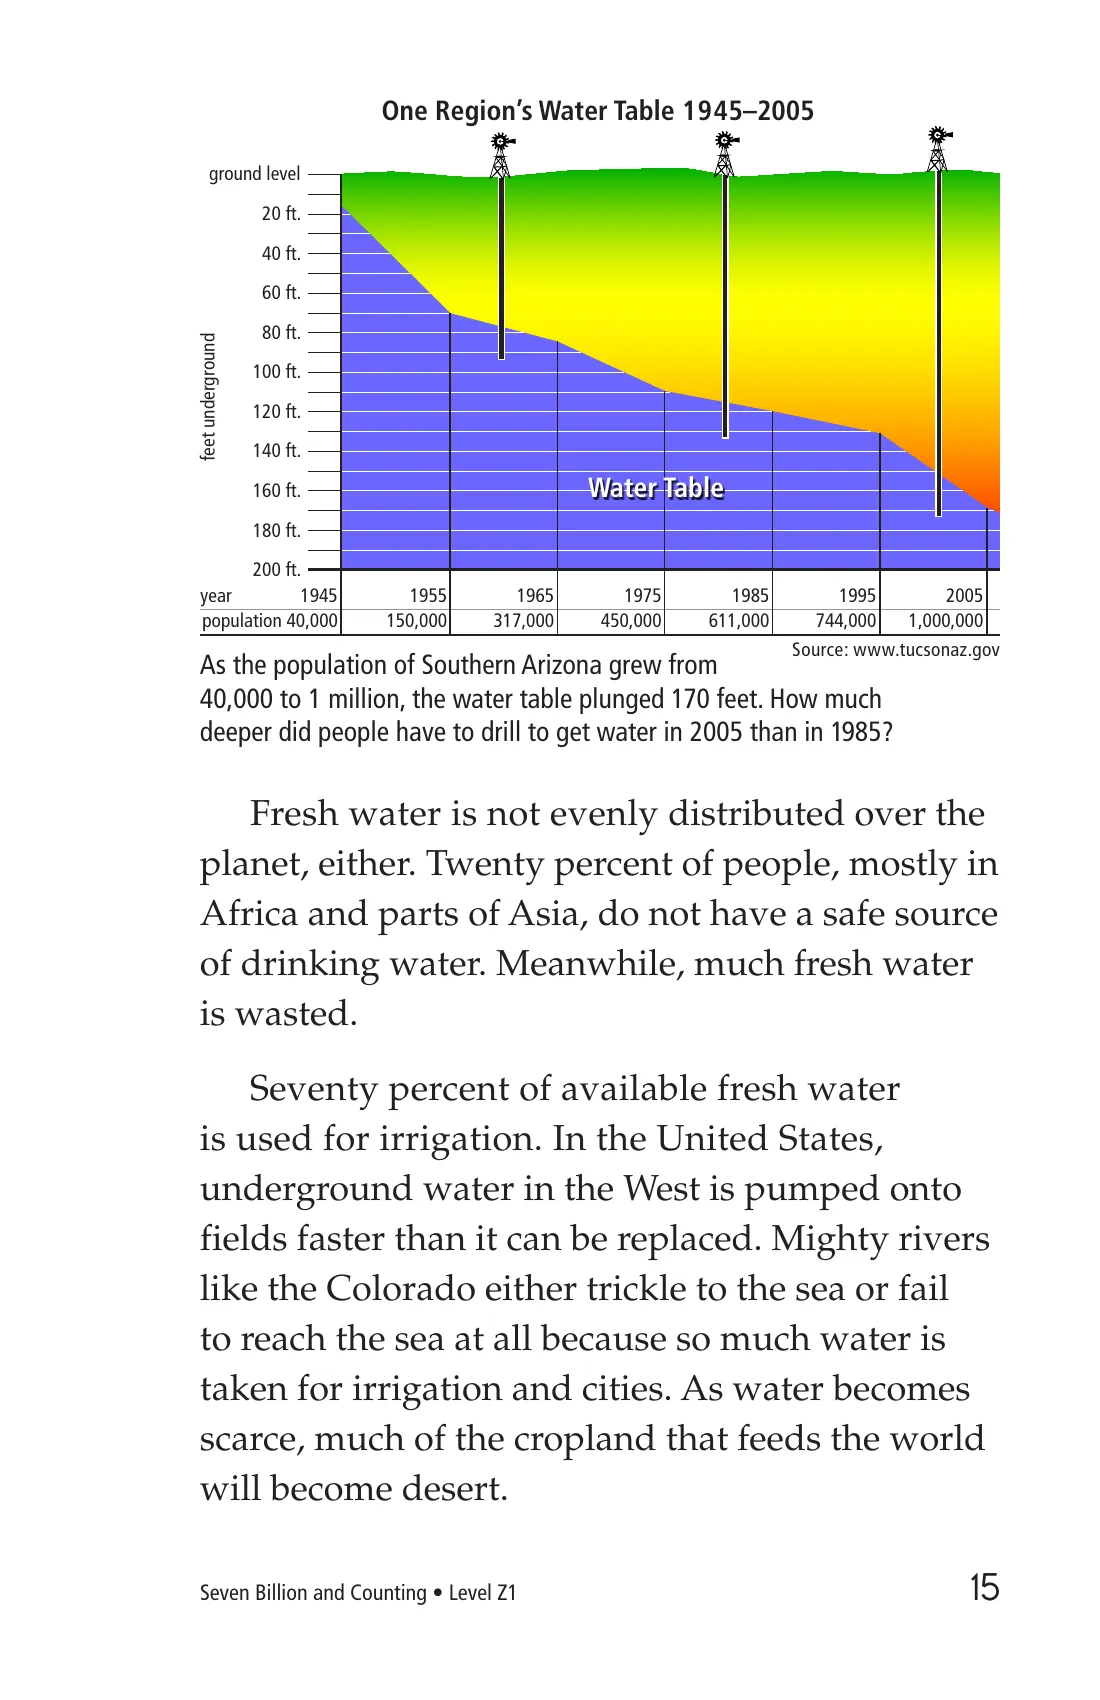 One Region’s Water Table 1945–2005
ground level
20 ft.
40 ft.
60 ft.
80 ft.
100 ft.
120 ft.
140 ft.
160 ft.
180 ft.
200 ft.
feet underground
Water Table
year 1945 1955 1965 1975 1985 1995 2005
population 40,000 150,000 317,000 450,000 611,000 744,000 1,000,000
Source: www.tucsonaz.gov
As the population of Southern Arizona grew from
40,000 to 1 million, the water table plunged 170 feet. How much
deeper did people have to drill to get water in 2005 than in 1985?
Fresh water is not evenly distributed over the
planet, either. Twenty percent of people, mostly in
Africa and parts of Asia, do not have a safe source
of drinking water. Meanwhile, much fresh water
is wasted.
Seventy percent of available fresh water
is used for irrigation. In the United States,
underground water in the West is pumped onto
fields faster than it can be replaced. Mighty rivers
like the Colorado either trickle to the sea or fail
to reach the sea at all because so much water is
taken for irrigation and cities. As water becomes
scarce, much of the cropland that feeds the world
will become desert.
Seven Billion and Counting • Level Z1
15